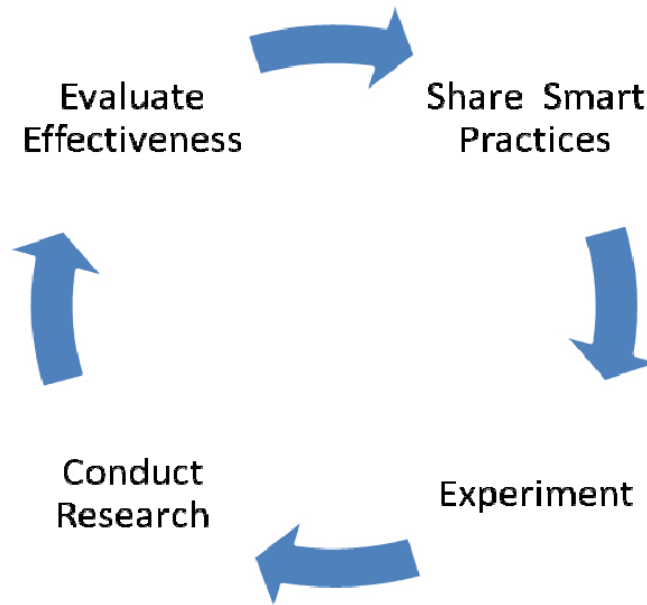 Evaluate
Effectiveness
Share Smart
Practices
Conduct
Research
Experiment